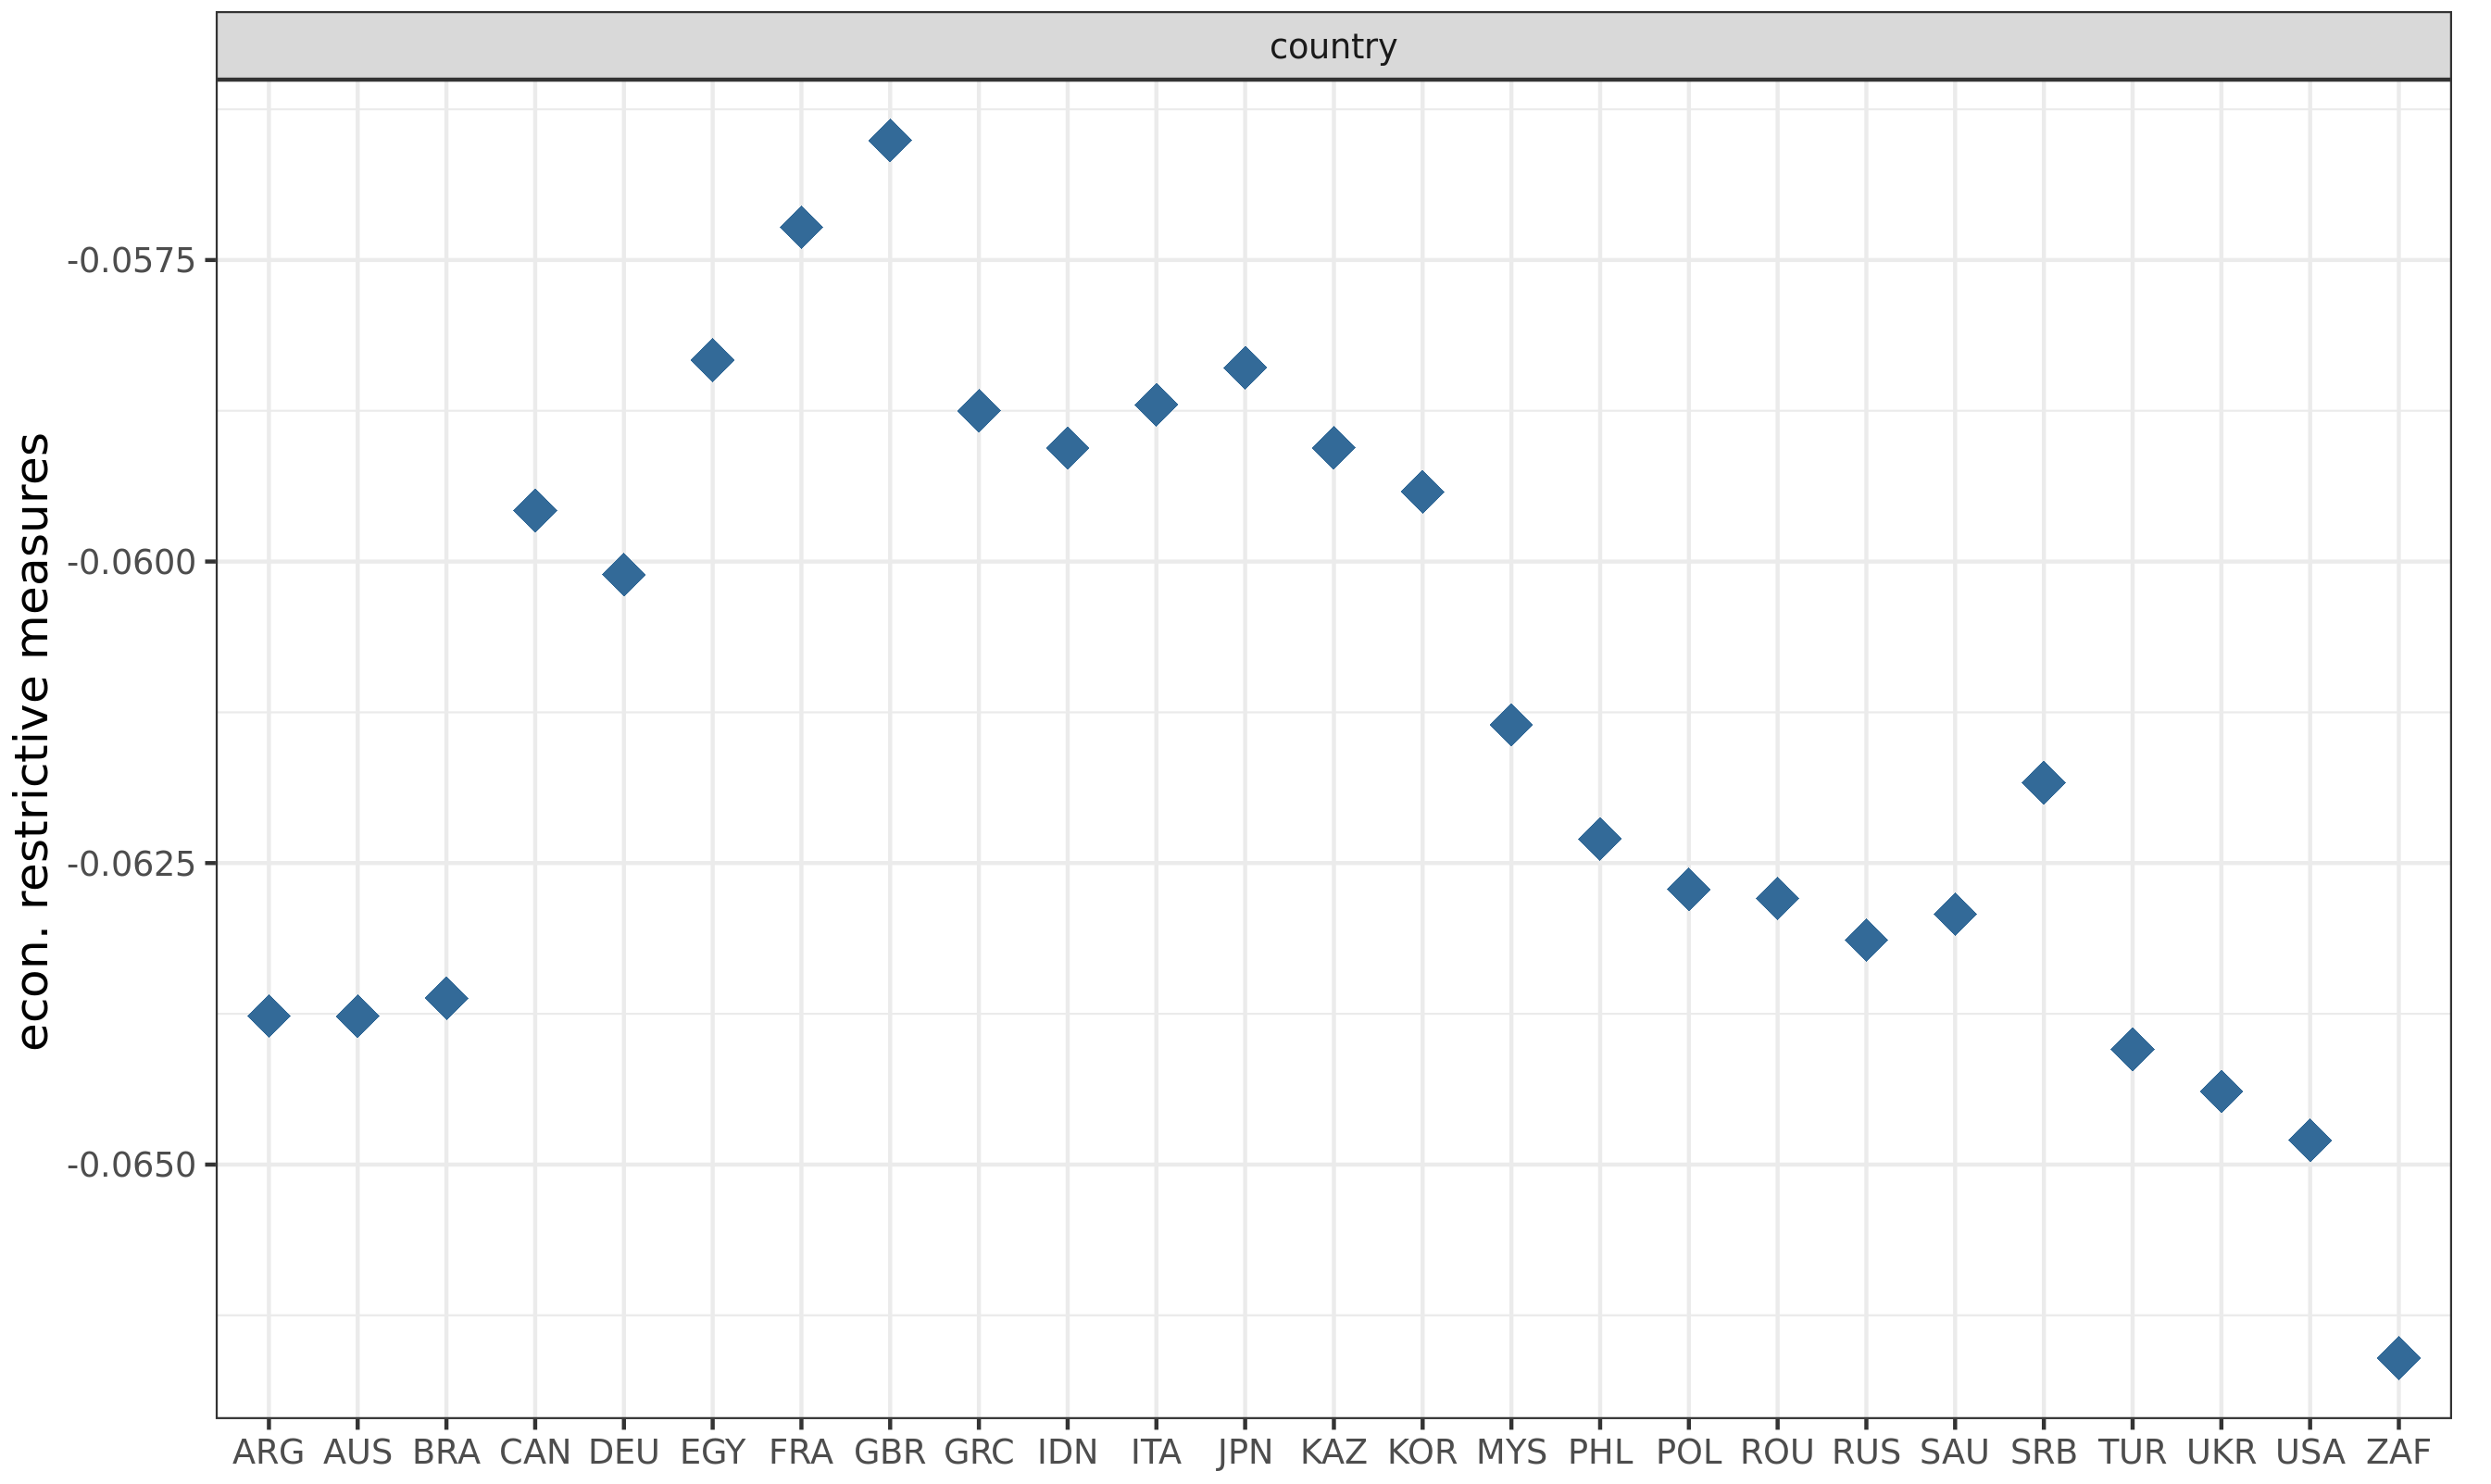 country
econ. restrictive measures
-0.0575
-0.0600
-0.0625
-0.0650
ARG AUS BRA CAN DEU EGY FRA GBR GRC IDN ITA JPN KAZ KOR MYS PHL POL ROU RUS SAU SRB TUR UKR USA ZAF